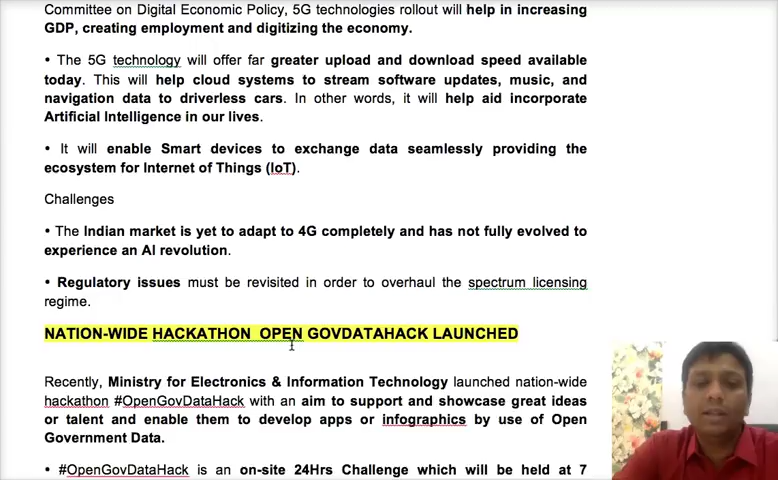 Committee on Digital Economic Policy, 5G technologies rollout will help in increasing
GDP, creating employment and digitizing the economy.
• The 5G technology will offer far greater upload and download speed available
today. This will help cloud systems to stream software updates, music, and
navigation data to driverless cars. In other words, it will help aid incorporate
Artificial Intelligence in our lives.
• It will enable Smart devices to exchange data seamlessly providing the
ecosystem for Internet of Things (IoT).
Challenges
• The Indian market is yet to adapt to 4G completely and has not fully evolved to
experience an AI revolution.
• Regulatory issues must be revisited in order to overhaul the spectrum licensing
regime.
NATION-WIDE HACKATHON OPEN GOVDATAHACK LAUNCHED
Recently, Ministry for Electronics & Information Technology launched nation-wide
hackathon #OpenGovDataHack with an aim to support and showcase great ideas
or talent and enable them to develop apps or infographics by use of Open
Government Data.
• #OpenGovDataHack is an on-site 24Hrs Challenge which will be held at 7